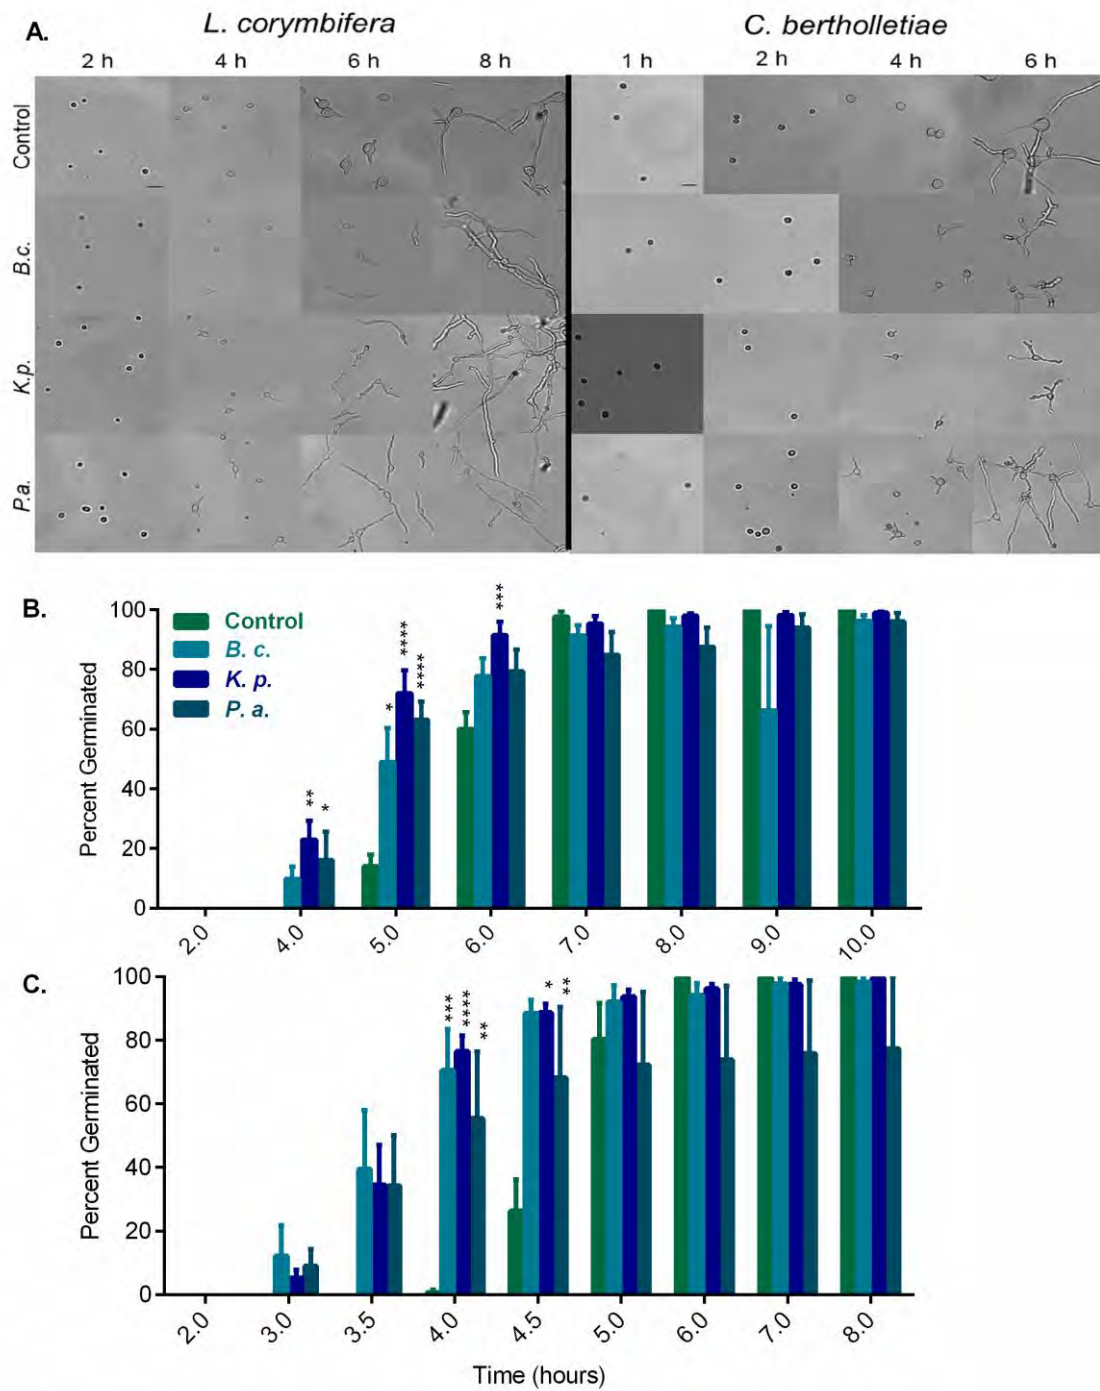 A.
L. corymbifera C. bertholletiae
2 h 4 h 6 h 8 h 1 h 2 h 4 h 6 h
Control
B.c.
K.p.
P.a.
B.
Percent Germinated
100
80
60
40
20
0
Control
B. c.
K. p.
P. a.
** *
* **** ****
***
2.0 4.0 5.0 6.0 7.0 8.0 9.0 10.0
C.
Percent Germinated
100
80
60
40
20
0
*** **** **
* **
2.0 3.0 3.5 4.0 4.5 5.0 6.0 7.0 8.0
Time (hours)